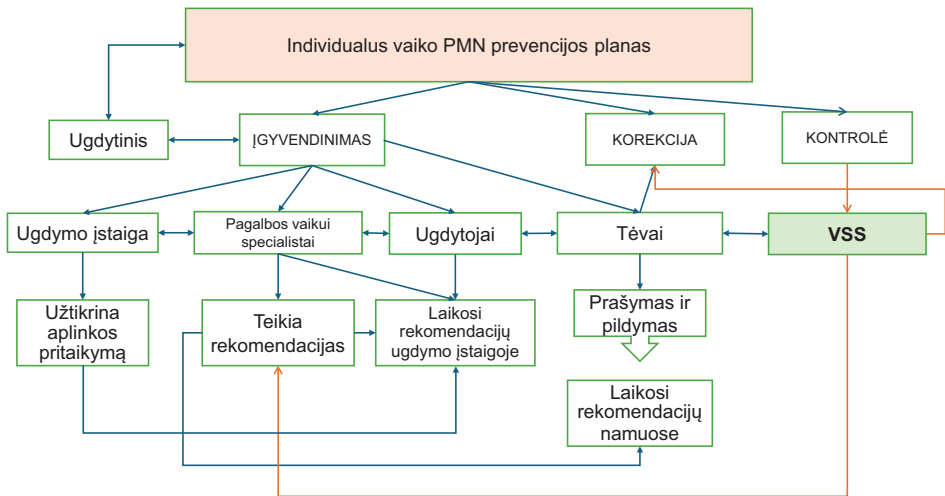 Individualus vaiko PMN prevencijos planas
Ugdytinis
ĮGYVENDINIMAS
KOREKCIJA
KONTROLĖ
Ugdymo įstaiga
Pagalbos vaikui
specialistai
Ugdytojai
Tėvai
VSS
Užtikrina
aplinkos
pritaikymą
Teikia
rekomendacijas
Laikosi
rekomendacijų
ugdymo įstaigoje
Prašymas ir
pildymas
Laikosi
rekomendacijų
namuose